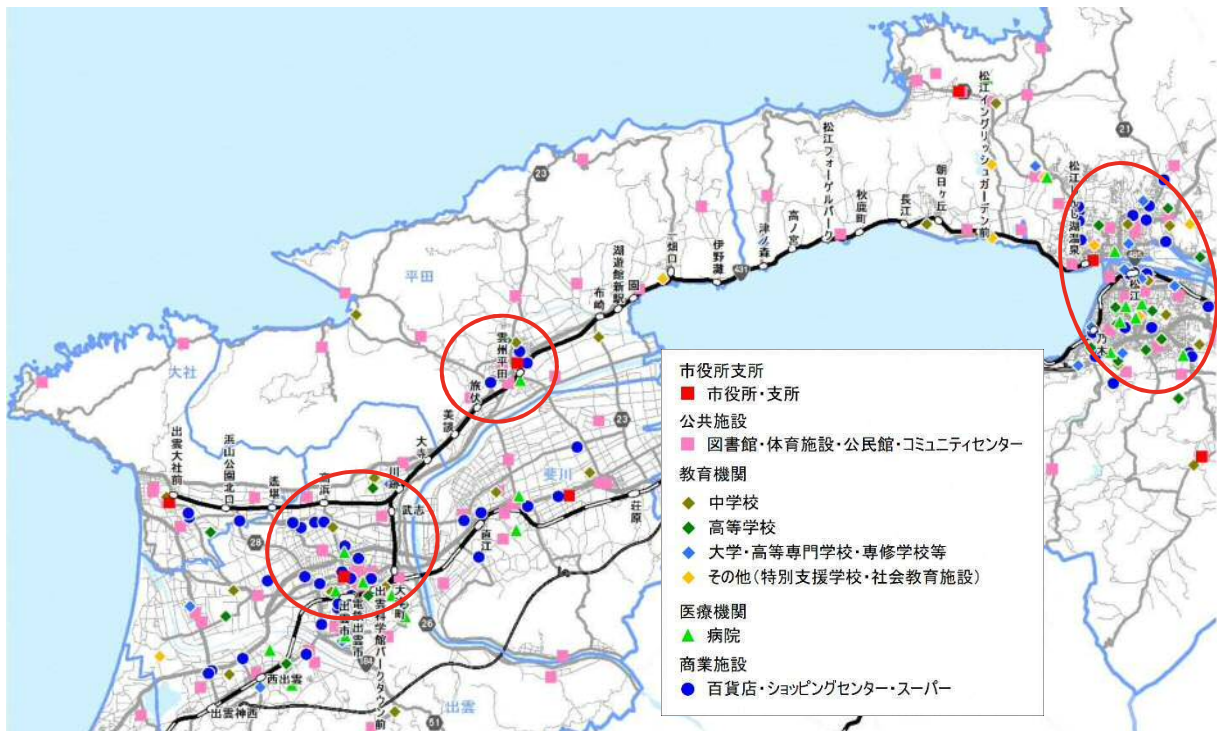 松江イングリッシュガーデン前
21
松江しんじ湖温泉
23
松江フォーゲルパーク
朝日ヶ丘
長江
秋鹿町
高ノ宮
津ノ森
431
伊野灘
一畑口
園
湖遊館新駅
布崎
平田
雲州平田
旅伏
美談
大寺
川跡
武志
高浜
遙堪
浜山公園北口
出雲大社前
大社
松江
乃木
23
斐川
荘原
直江
28
大津町
出雲科学館パークタウン前
電鉄出雲市
出雲市
184
26
西出雲
出雲神西
出雲
51
市役所支所
市役所・支所
公共施設
図書館・体育施設・公民館・コミュニティセンター
教育機関
中学校
高等学校
大学・高等専門学校・専修学校等
その他(特別支援学校・社会教育施設)
医療機関
病院
商業施設
百貨店・ショッピングセンター・スーパー